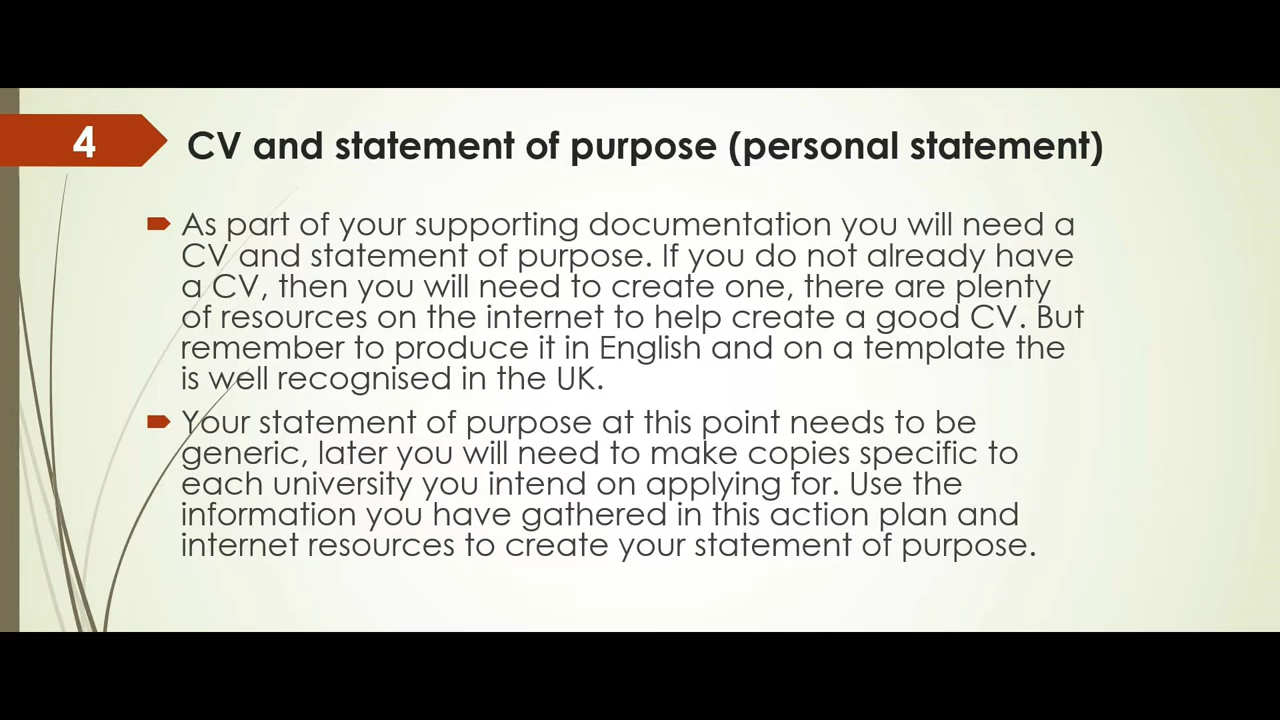 4
CV and statement of purpose (personal statement)
As part of your supporting documentation you will need a
CV and statement of purpose. If you do not already have
a CV, then you will need to create one, there are plenty
of resources on the internet to help create a good CV. But
remember to produce it in English and on a template the
is well recognised in the UK.
Your statement of purpose at this point needs to be
generic, later you will need to make copies specific to
each university you intend on applying for. Use the
information you have gathered in this action plan and
internet resources to create your statement of purpose.